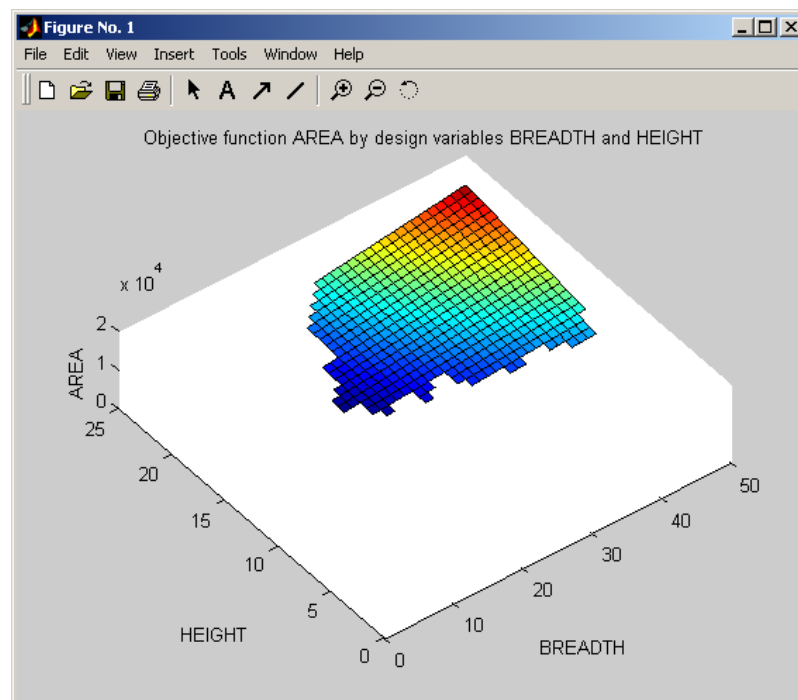 Figure No. 1
File Edit View Insert Tools Window Help
A
Objective function AREA by design variables BREADTH and HEIGHT
x 10^4
2
1
0
AREA
25
20
15
10
5
0
HEIGHT
0
10
20
30
40
50
BREADTH